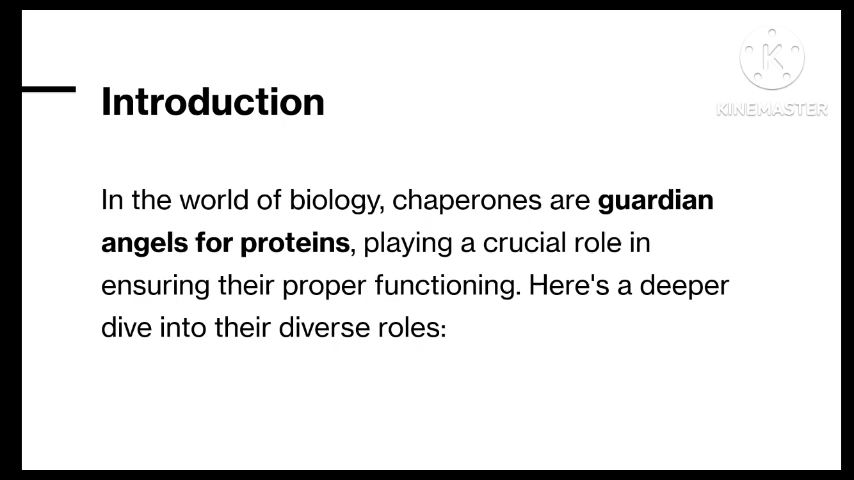 K
KINEMASTER
Introduction
In the world of biology, chaperones are guardian
angels for proteins, playing a crucial role in
ensuring their proper functioning. Here's a deeper
dive into their diverse roles: